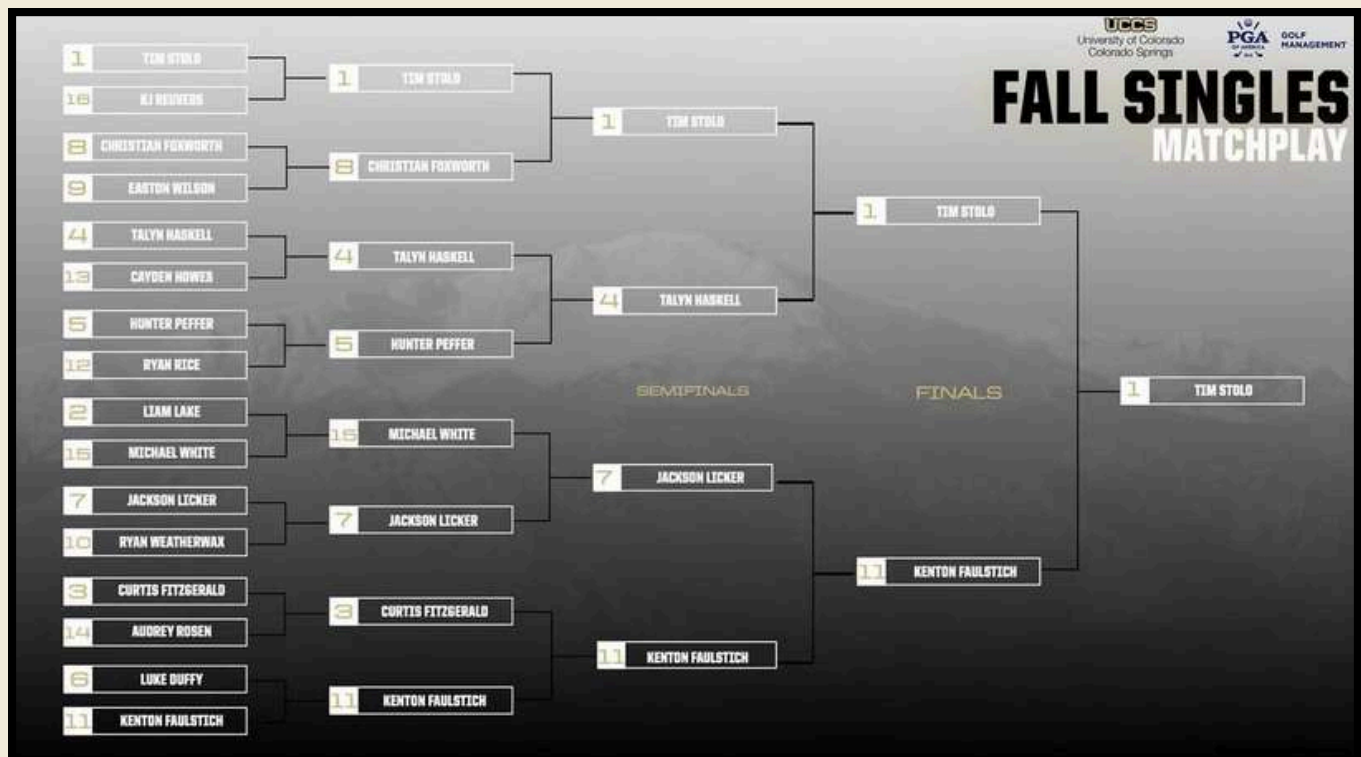 UCCS
University of Colorado
Colorado Springs
PGA
OF AMERICA
GOLF
MANAGEMENT
FALL SINGLES
MATCHPLAY
1 TIM STOLO
16 KJ REUVERS
8 CHRISTIAN FOXWORTH
9 EASTON WILSON
4 TALYN HASKELL
13 CAYDEN HOWES
5 HUNTER PEFFER
12 RYAN RICE
2 LIAM LAKE
15 MICHAEL WHITE
7 JACKSON LICKER
10 RYAN WEATHERWAX
3 CURTIS FITZGERALD
14 AUDREY ROSEN
6 LUKE DUFFY
11 KENTON FAULSTICH
1 TIM STOLO
8 CHRISTIAN FOXWORTH
4 TALYN HASKELL
5 HUNTER PEFFER
15 MICHAEL WHITE
7 JACKSON LICKER
3 CURTIS FITZGERALD
11 KENTON FAULSTICH
1 TIM STOLO
4 TALYN HASKELL
SEMIFINALS
7 JACKSON LICKER
11 KENTON FAULSTICH
1 TIM STOLO
FINALS
11 KENTON FAULSTICH
1 TIM STOLO